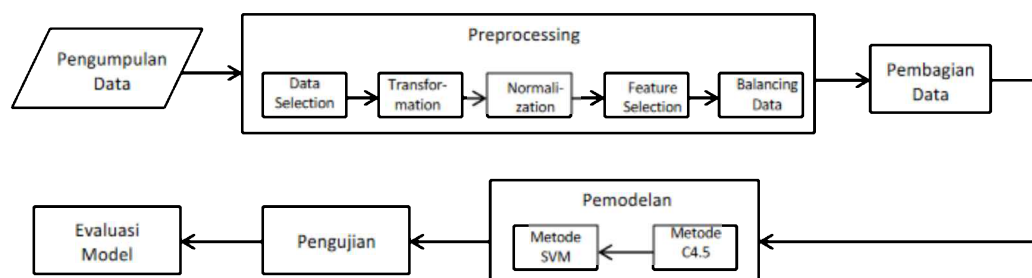 Pengumpulan
Data
Preprocessing
Data
Selection
Transfor-
mation
Normali-
zation
Feature
Selection
Balancing
Data
Pembagian
Data
Pemodelan
Metode
C4.5
Metode
SVM
Pengujian
Evaluasi
Model